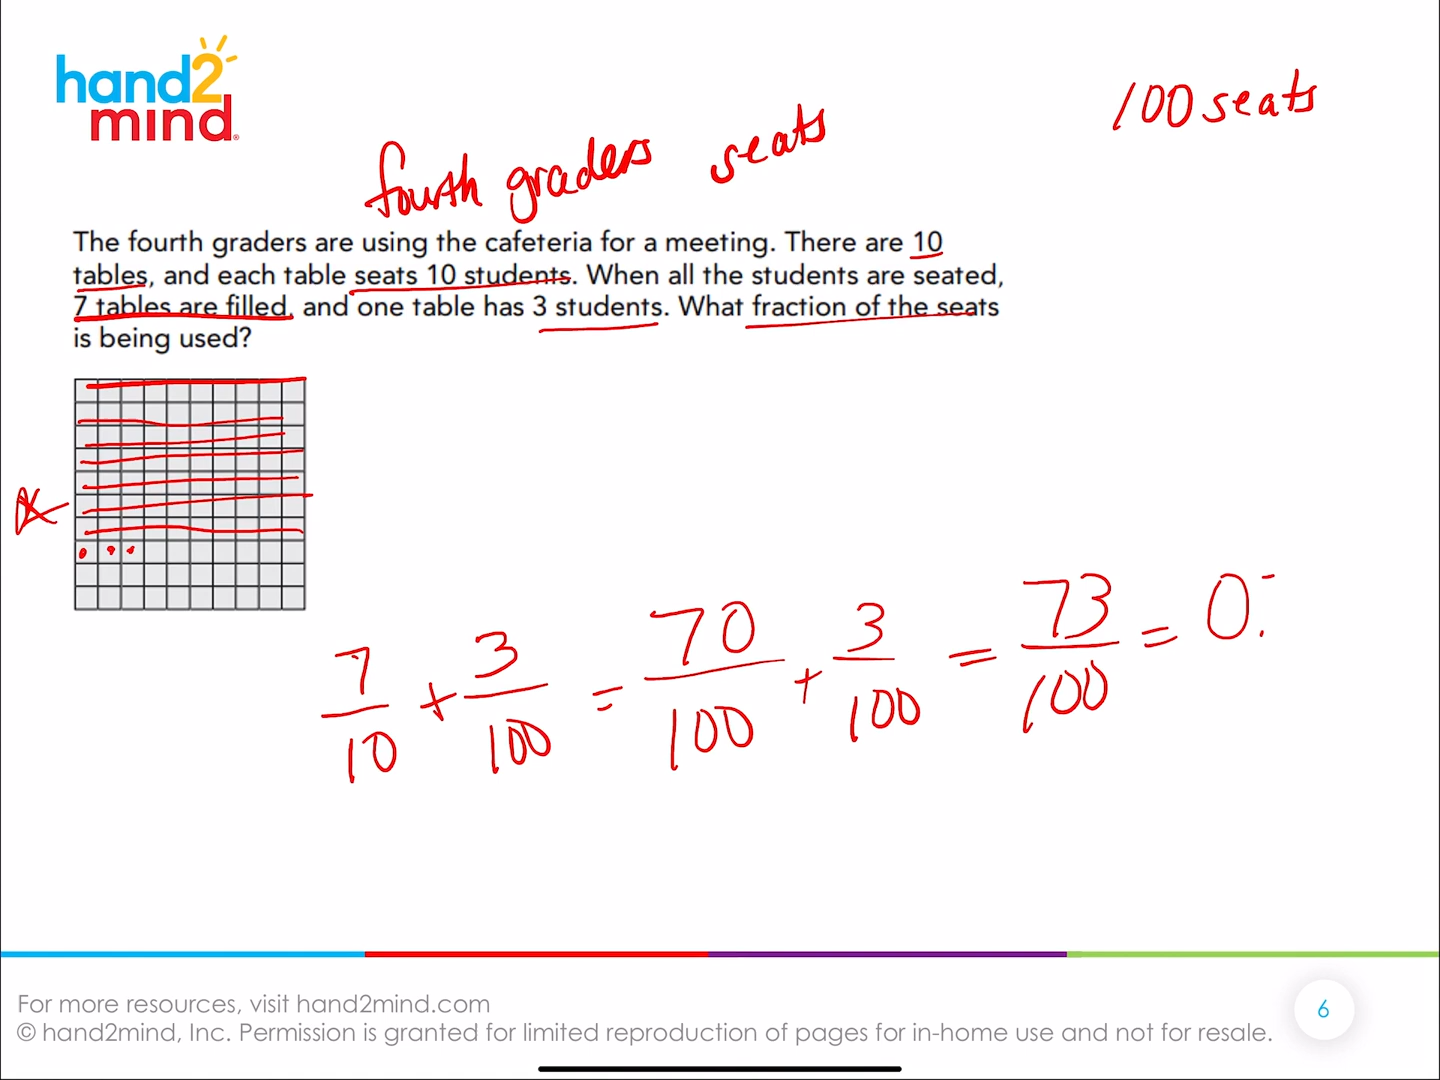 hand2
mind®
100 seats
fourth graders seats
The fourth graders are using the cafeteria for a meeting. There are 10
tables, and each table seats 10 students. When all the students are seated,
7 tables are filled, and one table has 3 students. What fraction of the seats
is being used?
7/10 + 3/100 = 70/100 + 3/100 = 73/100 = 0.
For more resources, visit hand2mind.com
© hand2mind, Inc. Permission is granted for limited reproduction of pages for in-home use and not for resale.
6